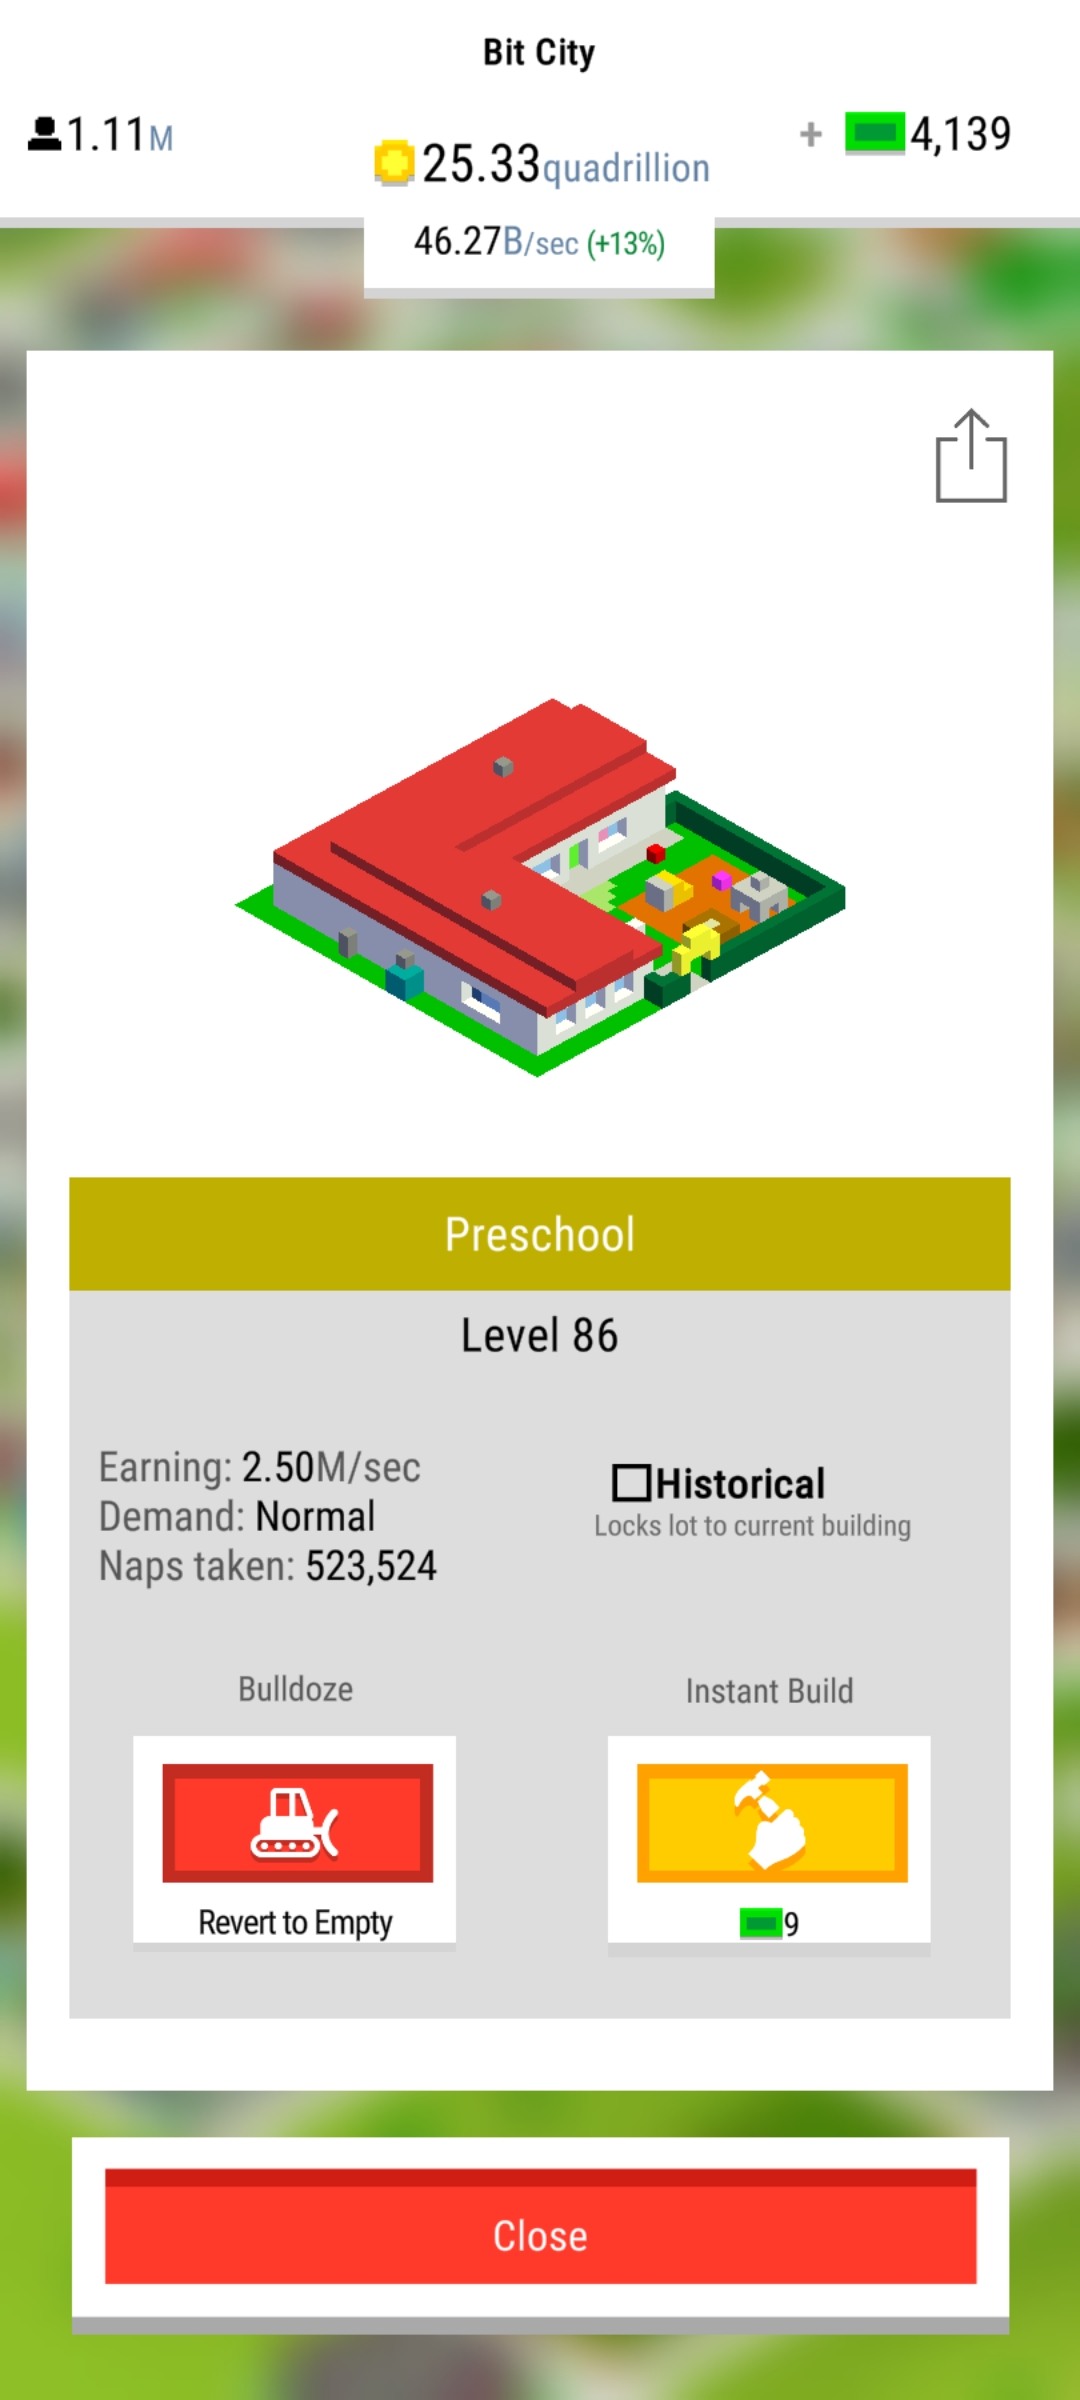 Bit City
1.11M
25.33quadrillion
+ 4,139
46.27B/sec (+13%)
Preschool
Level 86
Earning: 2.50M/sec
Demand: Normal
Naps taken: 523,524
Historical
Locks lot to current building
Bulldoze
Revert to Empty
Instant Build
9
Close